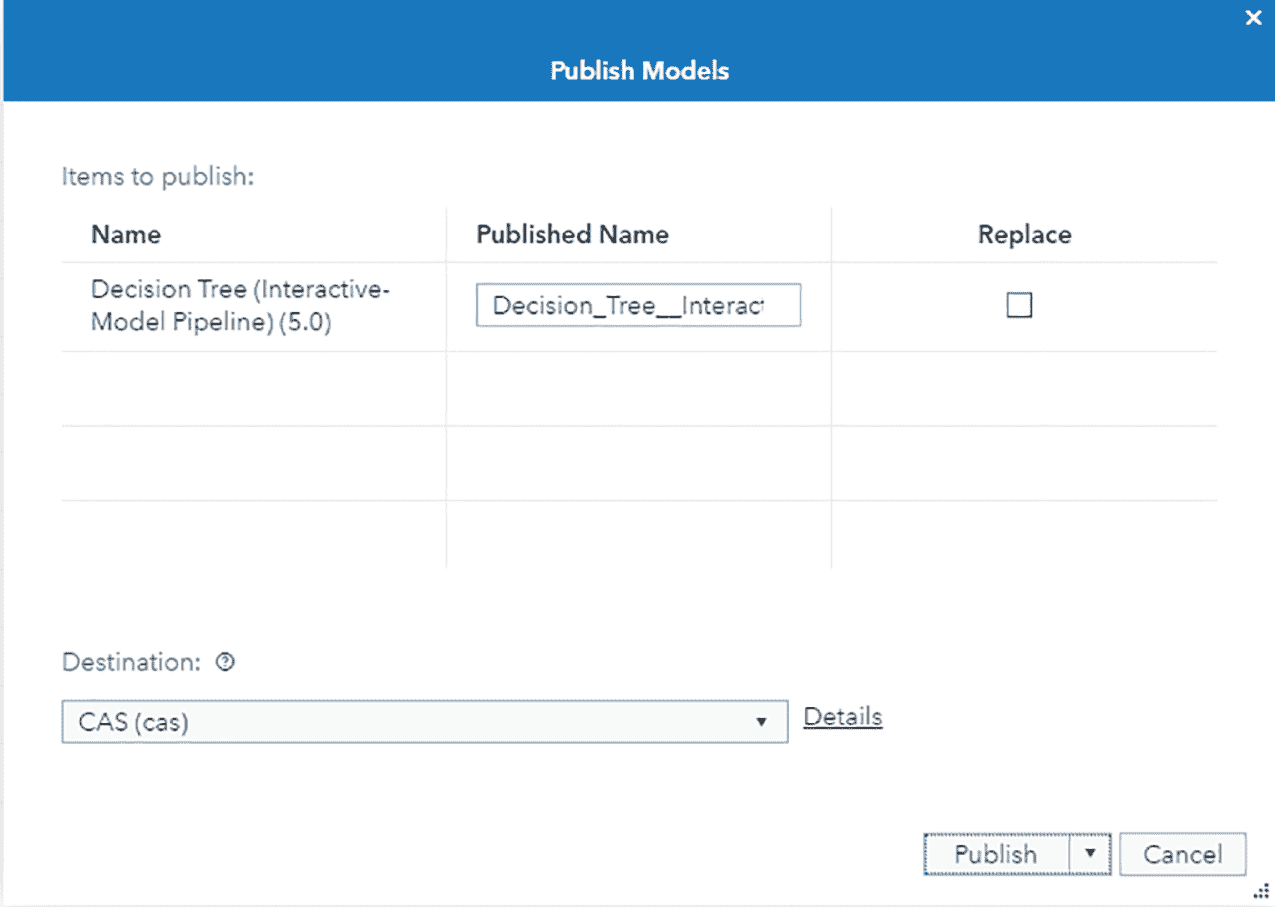 Publish Models
Items to publish:
Name Published Name Replace
Decision Tree (Interactive-
Model Pipeline) (5.0)
Decision_Tree__Interact
Destination:
CAS (cas) Details
Publish Cancel